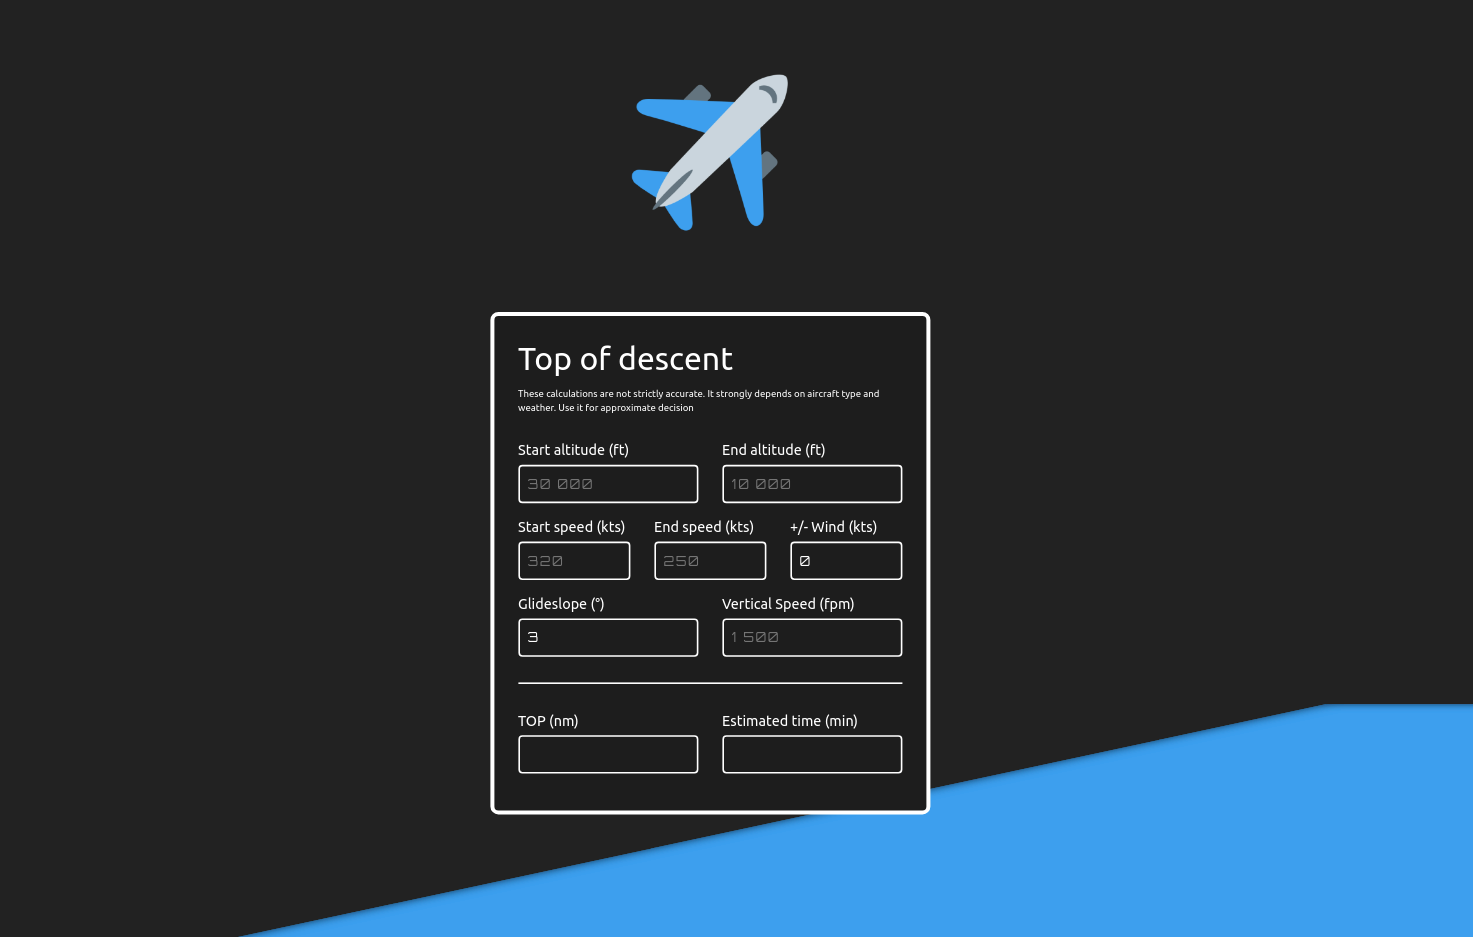 Top of descent
These calculations are not strictly accurate. It strongly depends on aircraft type and
weather. Use it for approximate decision
Start altitude (ft) End altitude (ft)
30 000 10 000
Start speed (kts) End speed (kts) +/- Wind (kts)
320 250 0
Glideslope (°) Vertical Speed (fpm)
3 1 500
TOP (nm) Estimated time (min)